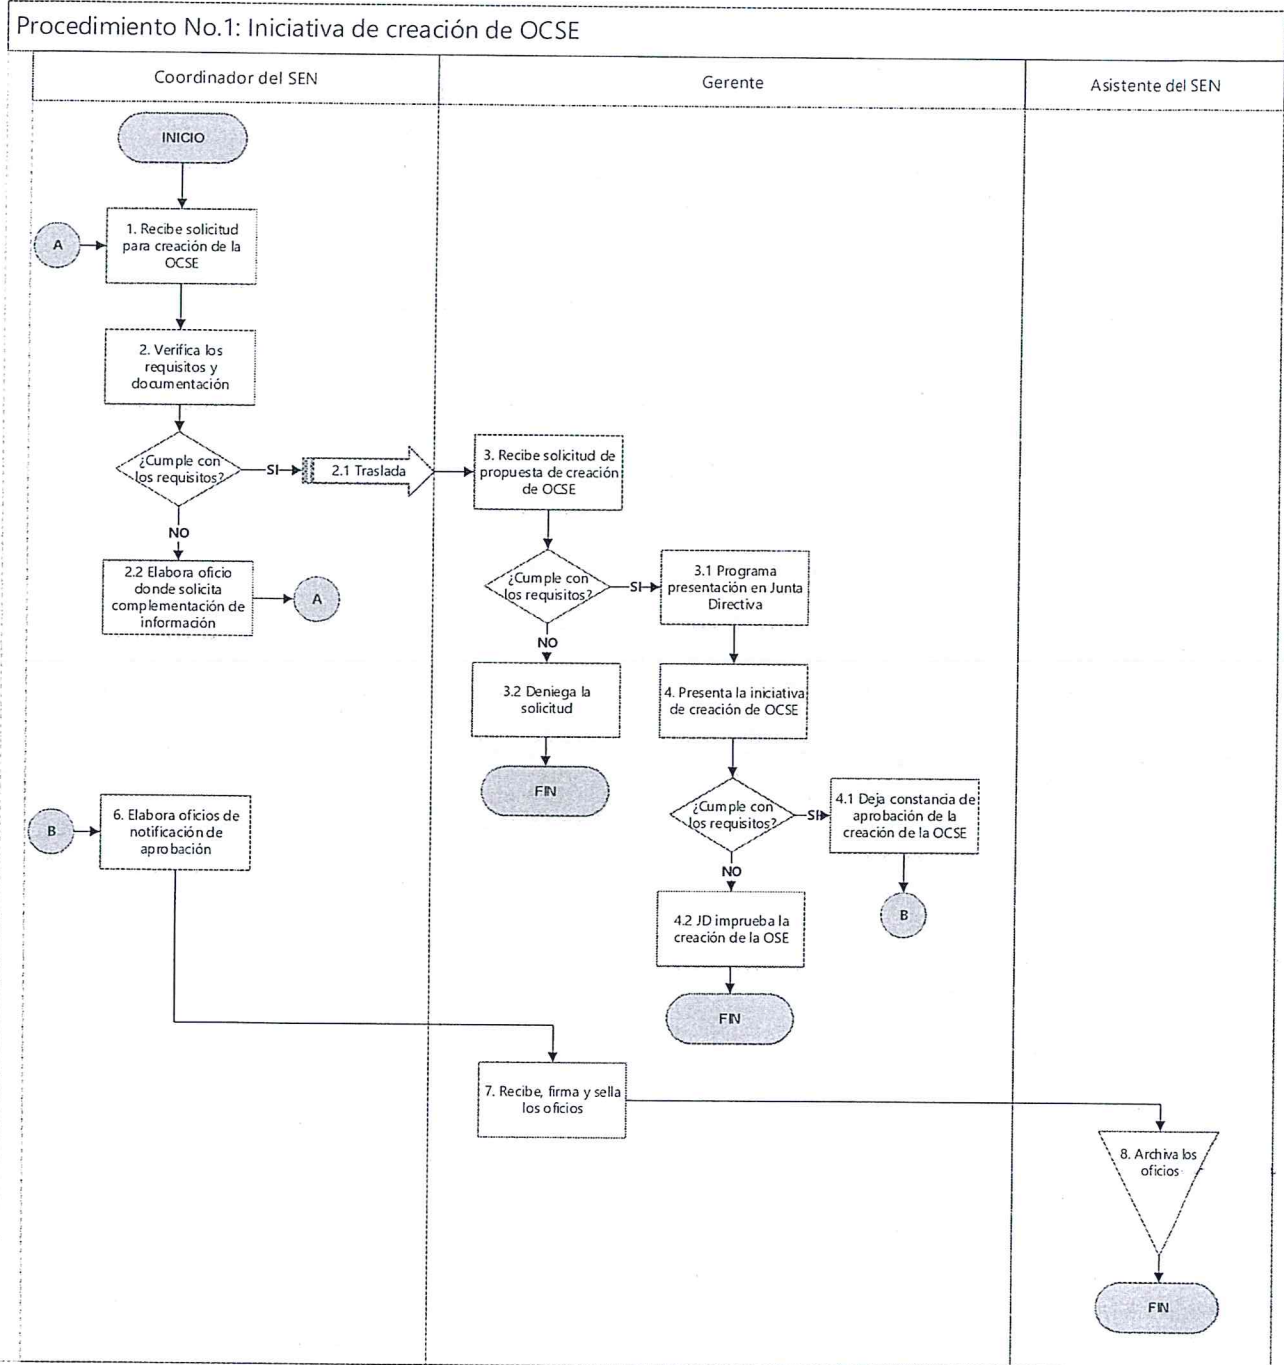 Procedimiento No.1: Iniciativa de creación de OCSE
Coordinador del SEN
Gerente
Asistente del SEN
INICIO
A
1. Recibe solicitud
para creación de la
OCSE
2. Verifica los
requisitos y
documentación
¿Cumple con
los requisitos?
SI
2.1 Traslada
NO
2.2 Elabora oficio
donde solicita
complementación de
información
A
3. Recibe solicitud de
propuesta de creación
de OCSE
¿Cumple con
los requisitos?
SI
3.1 Programa
presentación en Junta
Directiva
NO
3.2 Deniega la
solicitud
FIN
4. Presenta la iniciativa
de creación de OCSE
¿Cumple con
los requisitos?
SI
4.1 Deja constancia de
aprobación de la
creación de la OCSE
B
NO
4.2 JD imprueba la
creación de la OSE
FIN
B
6. Elabora oficios de
notificación de
aprobación
7. Recibe, firma y sella
los oficios
8. Archiva los
oficios
FIN